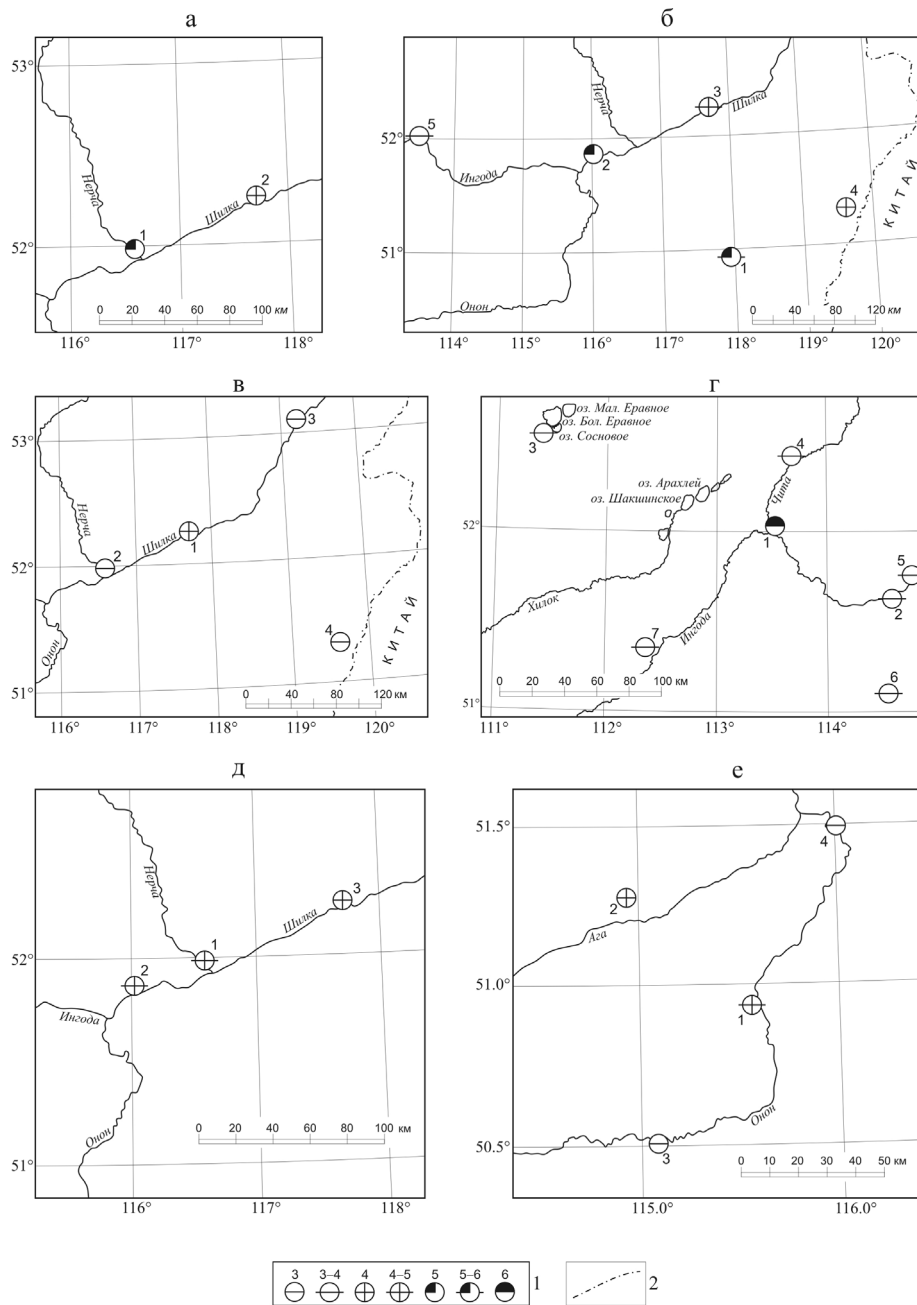 а
53°
52°
Нерча
Шилка
1
2
0 20 40 60 80 100 км
116° 117° 118°
б
52°
51°
Нерча
Шилка
Ингода
Онон
КИТАЙ
5
3
2
4
1
0 40 80 120 км
114° 115° 116° 117° 118° 119° 120°
в
53°
52°
51°
Нерча
Шилка
Онон
КИТАЙ
3
1
2
4
0 40 80 120 км
116° 117° 118° 119° 120°
г
оз. Мал. Еравное
оз. Бол. Еравное
оз. Сосновое
3
оз. Арахлей
оз. Шакшинское
4
Чита
52°
1
5
2
Хилок
Ингода
7
6
0 20 40 60 80 100 км
51°
111° 112° 113° 114°
д
Нерча
Шилка
3
1
52°
2
Ингода
Онон
0 20 40 60 80 100 км
51°
116° 117° 118°
е
51.5°
4
2
Ага
51.0°
1
Онон
50.5°
3
0 10 20 30 40 50 км
115.0° 116.0°
3 3–4 4 4–5 5 5–6 6
1
2